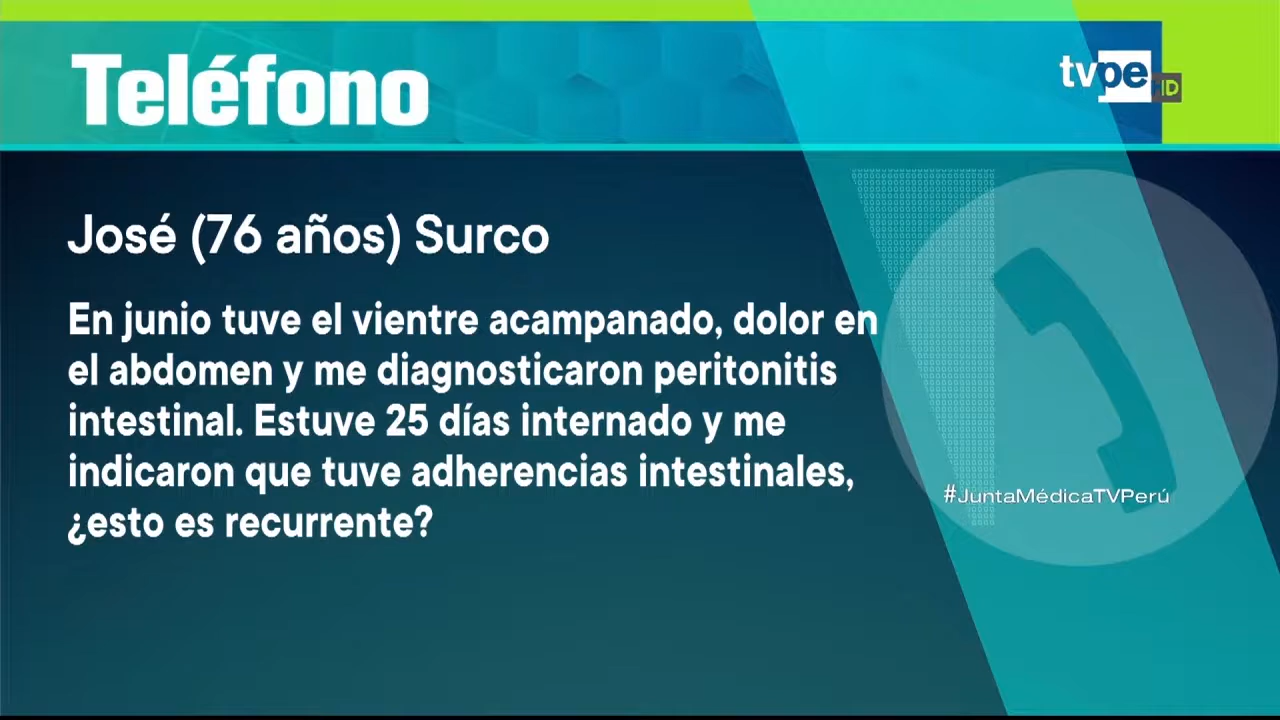 Teléfono
tvpe
HD
José (76 años) Surco
En junio tuve el vientre acampanado, dolor en
el abdomen y me diagnosticaron peritonitis
intestinal. Estuve 25 días internado y me
indicaron que tuve adherencias intestinales,
¿esto es recurrente?
#JuntaMédicaTVPerú